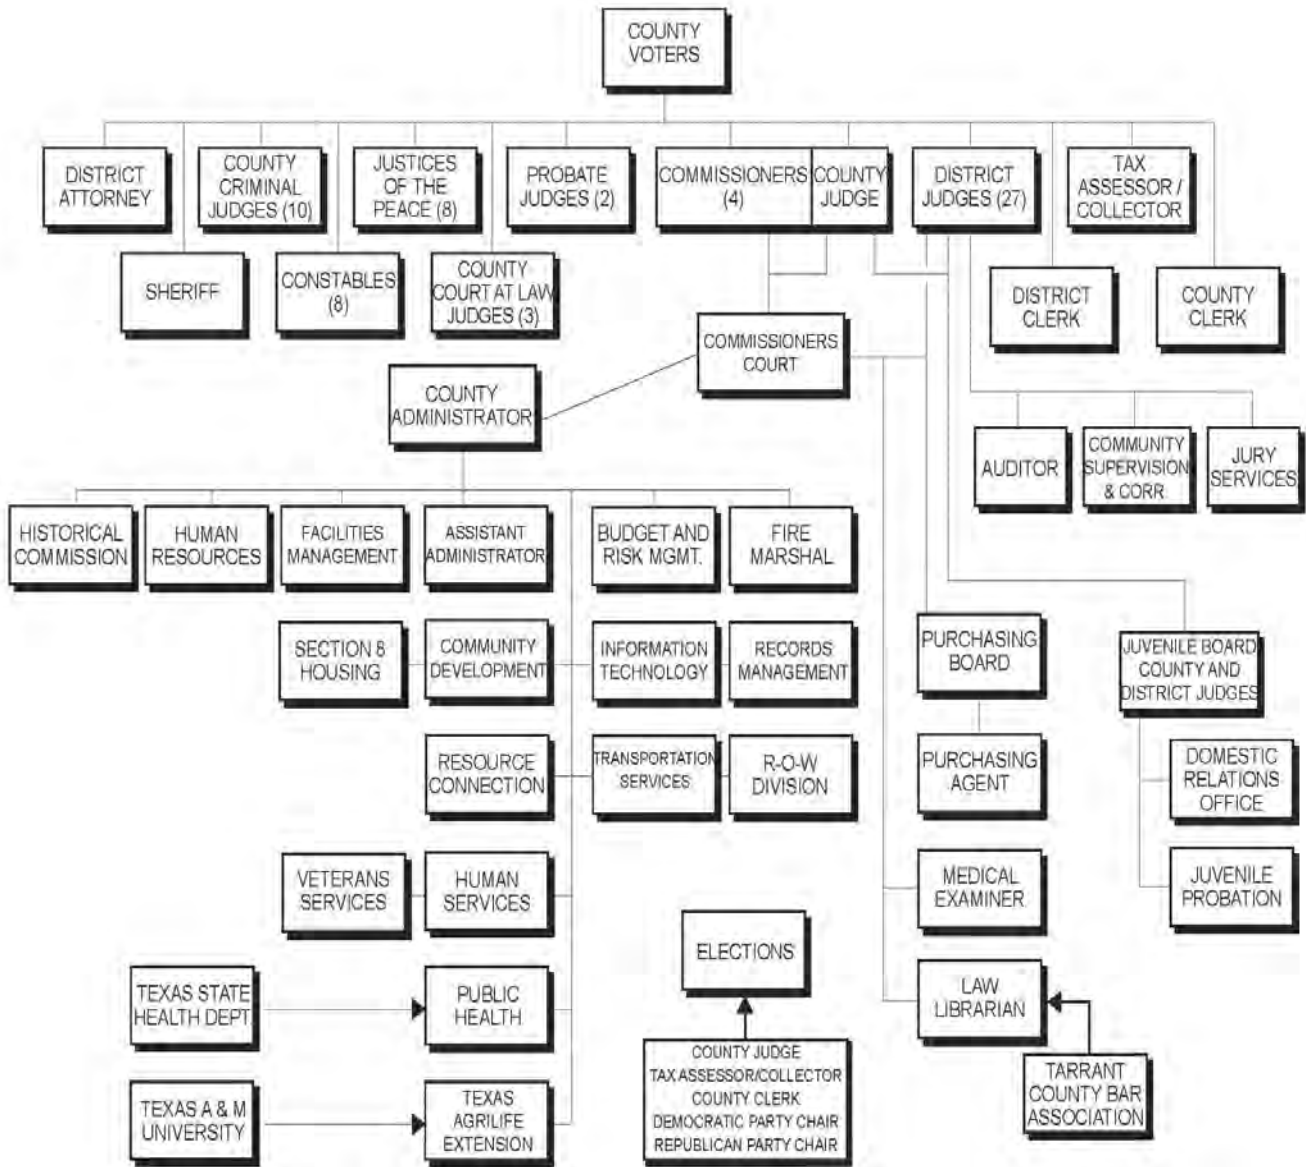 COUNTY
VOTERS
DISTRICT
ATTORNEY
COUNTY
CRIMINAL
JUDGES (10)
JUSTICES
OF THE
PEACE (8)
PROBATE
JUDGES (2)
COMMISSIONERS
(4)
COUNTY
JUDGE
DISTRICT
JUDGES (27)
TAX
ASSESSOR /
COLLECTOR
SHERIFF
CONSTABLES
(8)
COUNTY
COURT AT LAW
JUDGES (3)
DISTRICT
CLERK
COUNTY
CLERK
COMMISSIONERS
COURT
COUNTY
ADMINISTRATOR
AUDITOR
COMMUNITY
SUPERVISION
& CORR.
JURY
SERVICES
HISTORICAL
COMMISSION
HUMAN
RESOURCES
FACILITIES
MANAGEMENT
ASSISTANT
ADMINISTRATOR
BUDGET AND
RISK MGMT.
FIRE
MARSHAL
SECTION 8
HOUSING
COMMUNITY
DEVELOPMENT
INFORMATION
TECHNOLOGY
RECORDS
MANAGEMENT
PURCHASING
BOARD
JUVENILE BOARD
COUNTY AND
DISTRICT JUDGES
RESOURCE
CONNECTION
TRANSPORTATION
SERVICES
R-O-W
DIVISION
PURCHASING
AGENT
DOMESTIC
RELATIONS
OFFICE
VETERANS
SERVICES
HUMAN
SERVICES
MEDICAL
EXAMINER
JUVENILE
PROBATION
ELECTIONS
TEXAS STATE
HEALTH DEPT.
PUBLIC
HEALTH
LAW
LIBRARIAN
COUNTY JUDGE
TAX ASSESSOR/COLLECTOR
COUNTY CLERK
DEMOCRATIC PARTY CHAIR
REPUBLICAN PARTY CHAIR
TARRANT
COUNTY BAR
ASSOCIATION
TEXAS A & M
UNIVERSITY
TEXAS
AGRILIFE
EXTENSION